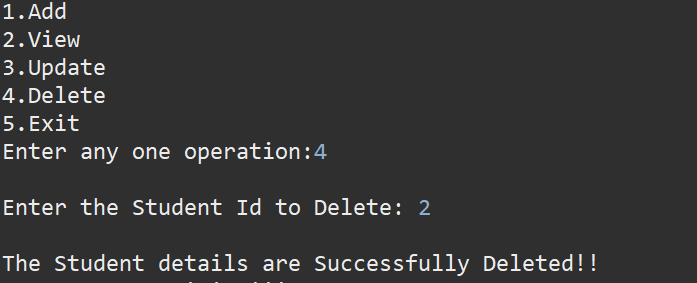 1.Add
2.View
3.Update
4.Delete
5.Exit
Enter any one operation:4
Enter the Student Id to Delete: 2
The Student details are Successfully Deleted!!